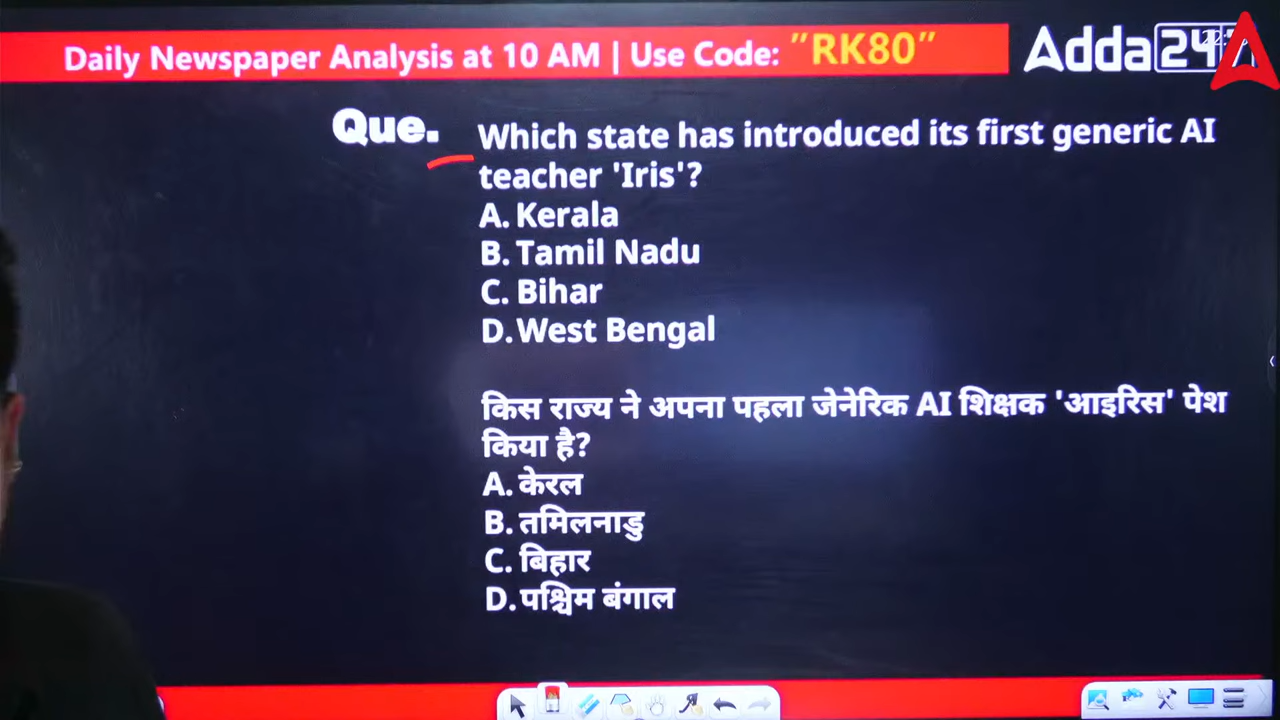 Daily Newspaper Analysis at 10 AM | Use Code: "RK80"
Adda247
Que.
Which state has introduced its first generic AI
teacher 'Iris'?
A. Kerala
B. Tamil Nadu
C. Bihar
D. West Bengal
किस राज्य ने अपना पहला जेनेरिक AI शिक्षक 'आइरिस' पेश
किया है?
A. केरल
B. तमिलनाडु
C. बिहार
D. पश्चिम बंगाल